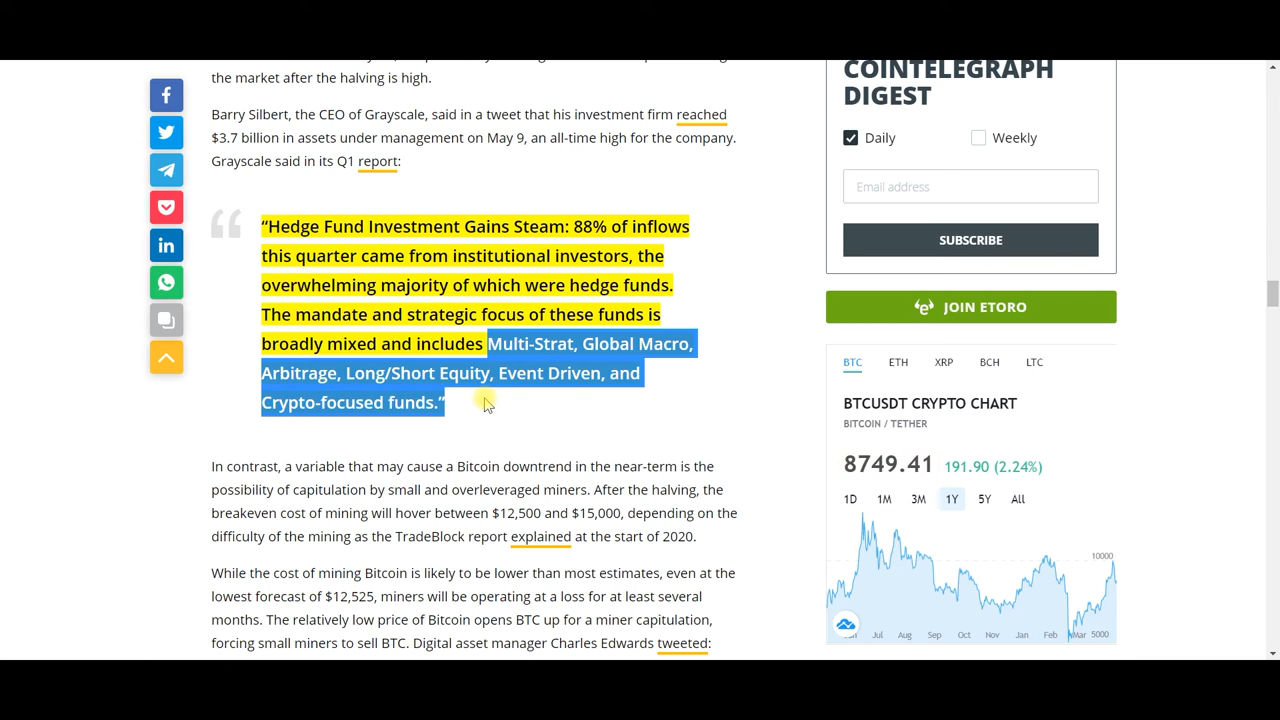 the market after the halving is high.
Barry Silbert, the CEO of Grayscale, said in a tweet that his investment firm reached
$3.7 billion in assets under management on May 9, an all-time high for the company.
Grayscale said in its Q1 report:
“Hedge Fund Investment Gains Steam: 88% of inflows
this quarter came from institutional investors, the
overwhelming majority of which were hedge funds.
The mandate and strategic focus of these funds is
broadly mixed and includes Multi-Strat, Global Macro,
Arbitrage, Long/Short Equity, Event Driven, and
Crypto-focused funds.”
In contrast, a variable that may cause a Bitcoin downtrend in the near-term is the
possibility of capitulation by small and overleveraged miners. After the halving, the
breakeven cost of mining will hover between $12,500 and $15,000, depending on the
difficulty of the mining as the TradeBlock report explained at the start of 2020.
While the cost of mining Bitcoin is likely to be lower than most estimates, even at the
lowest forecast of $12,525, miners will be operating at a loss for at least several
months. The relatively low price of Bitcoin opens BTC up for a miner capitulation,
forcing small miners to sell BTC. Digital asset manager Charles Edwards tweeted:
COINTELEGRAPH
DIGEST
Daily Weekly
Email address
SUBSCRIBE
JOIN ETORO
BTC ETH XRP BCH LTC
BTCUSDT CRYPTO CHART
BITCOIN / TETHER
8749.41 191.90 (2.24%)
1D 1M 3M 1Y 5Y All
10000
Jul Aug Sep Oct Nov Jan Feb Mar 5000